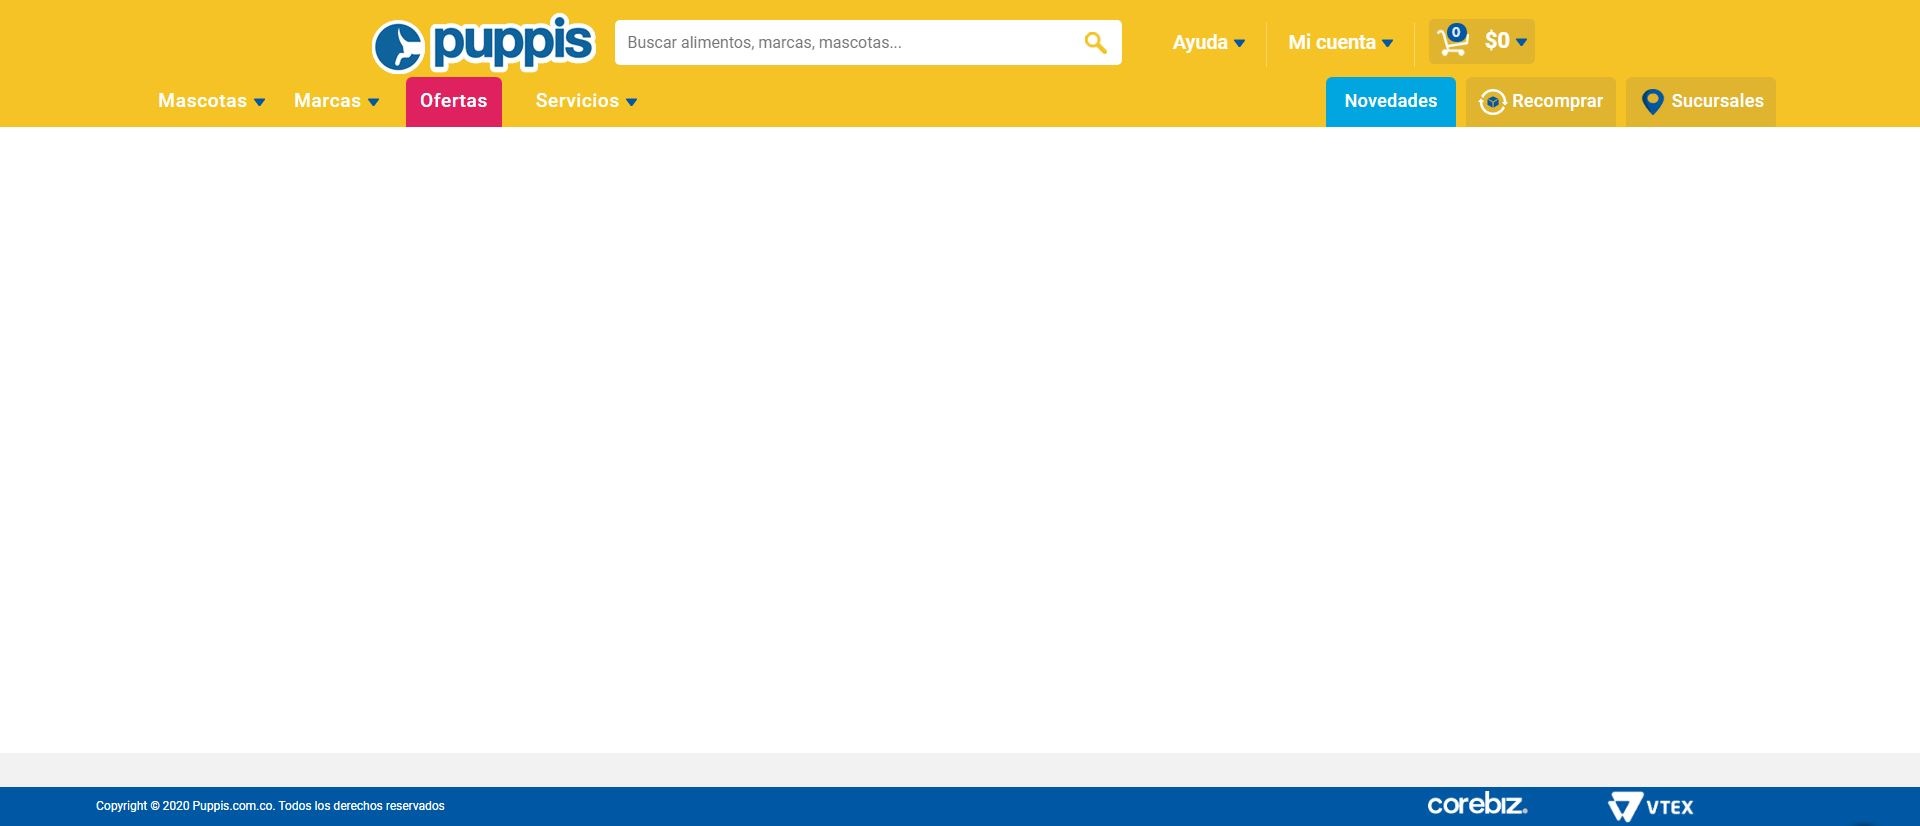 puppis
Buscar alimentos, marcas, mascotas...
Ayuda
Mi cuenta
0
$0
Mascotas
Marcas
Ofertas
Servicios
Novedades
Recomprar
Sucursales
Copyright © 2020 Puppis.com.co. Todos los derechos reservados
corebiz.
VTEX